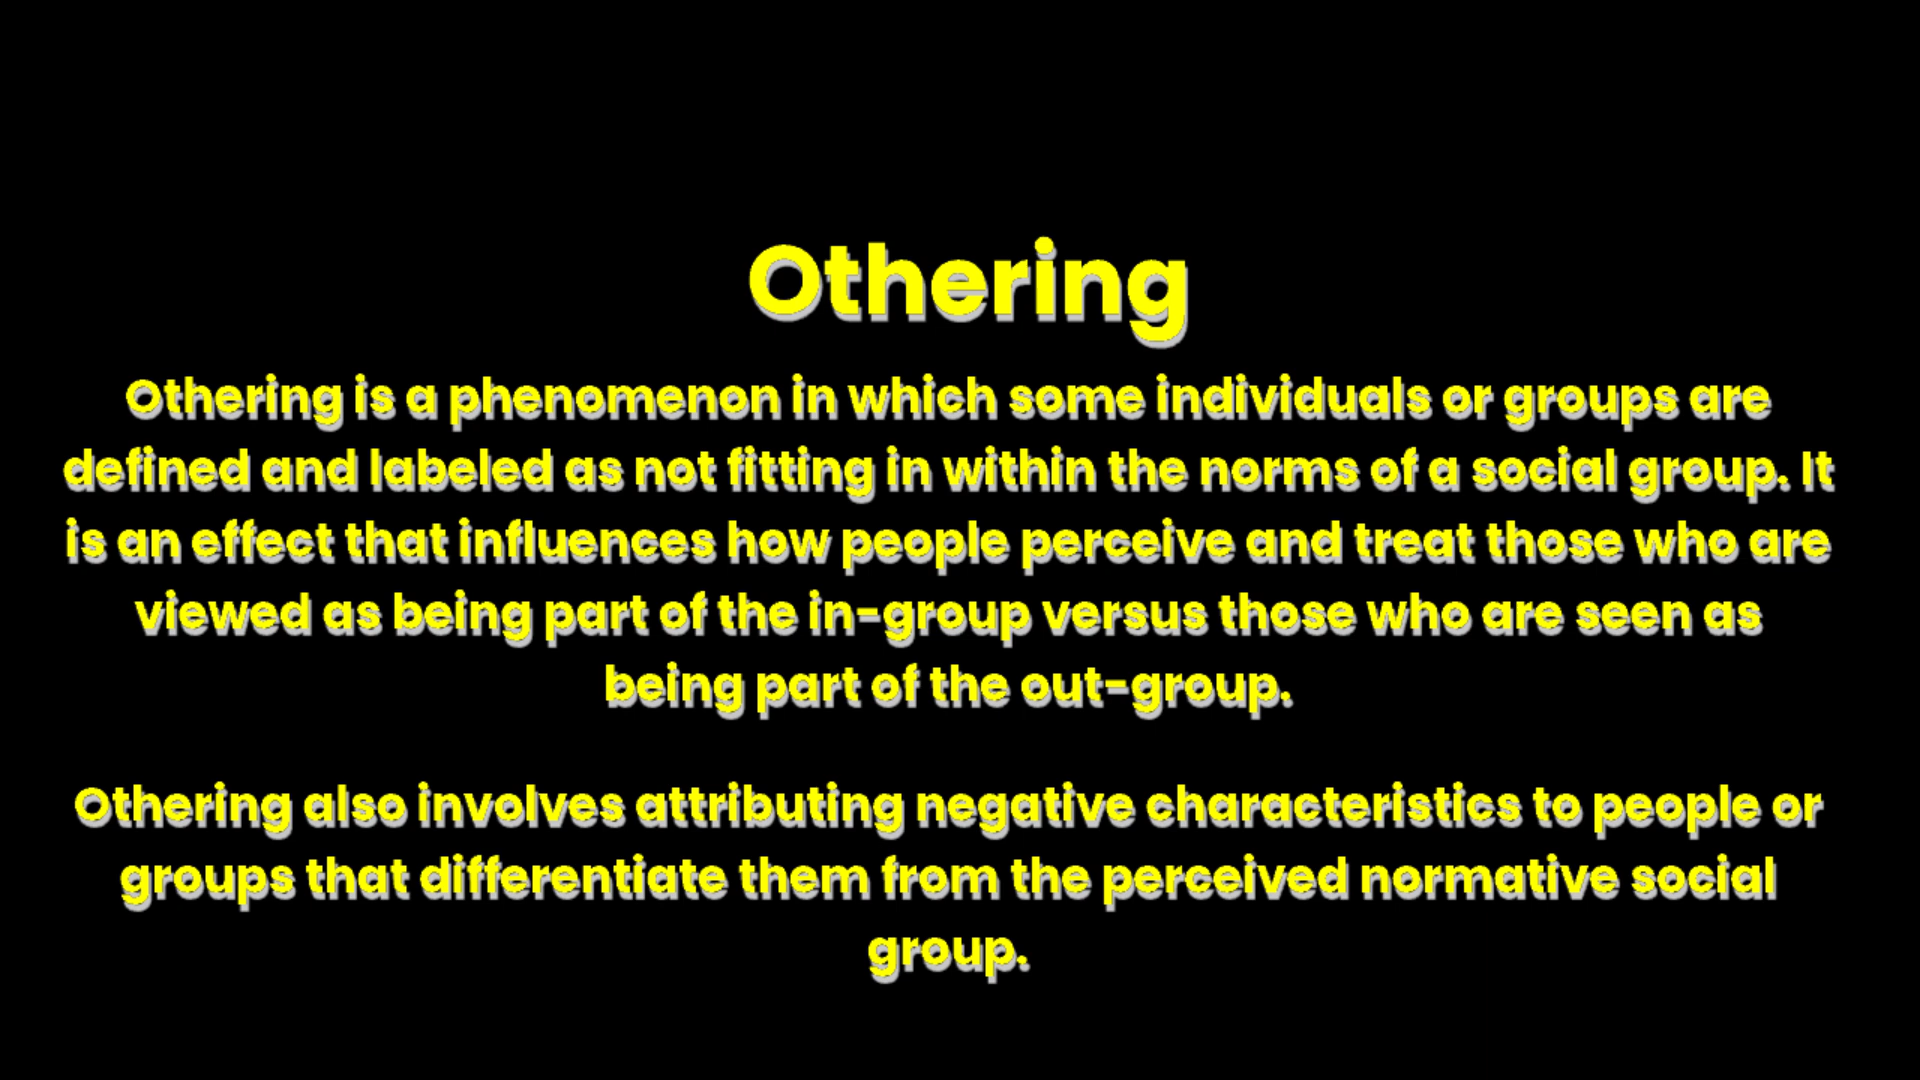 Othering
Othering is a phenomenon in which some individuals or groups are
defined and labeled as not fitting in within the norms of a social group. It
is an effect that influences how people perceive and treat those who are
viewed as being part of the in-group versus those who are seen as
being part of the out-group.
Othering also involves attributing negative characteristics to people or
groups that differentiate them from the perceived normative social
group.